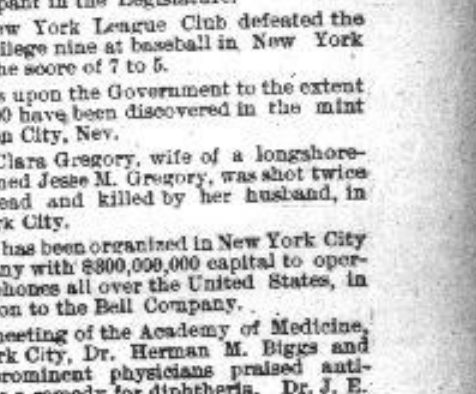 pant in the Legislature.
ew York League Club defeated the
llege nine at baseball in New York
he score of 7 to 5.
s upon the Government to the extent
0 have been discovered in the mint
n City, Nev.
Clara Gregory, wife of a longshore-
ned Jesse M. Gregory, was shot twice
ead and killed by her husband, in
rk City.
has been organized in New York City
ny with $300,000,000 capital to oper-
phones all over the United States, in
on to the Bell Company.
meeting of the Academy of Medicine,
rk City, Dr. Herman M. Biggs and
prominent physicians praised anti-
a remedy for diphtheria. Dr. J. E.